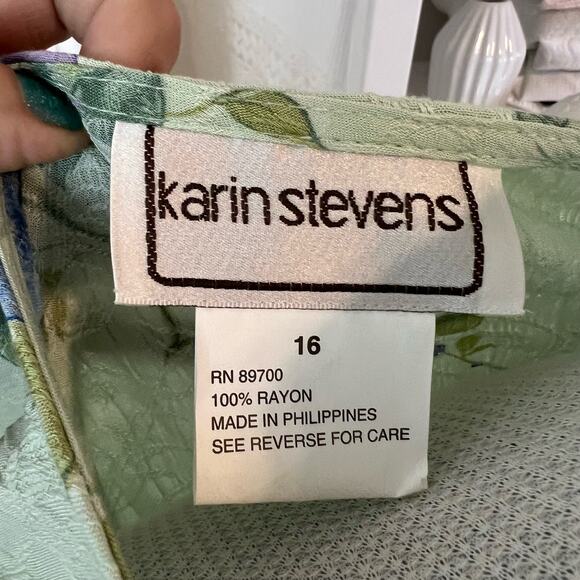 karin stevens
16
RN 89700
100% RAYON
MADE IN PHILIPPINES
SEE REVERSE FOR CARE